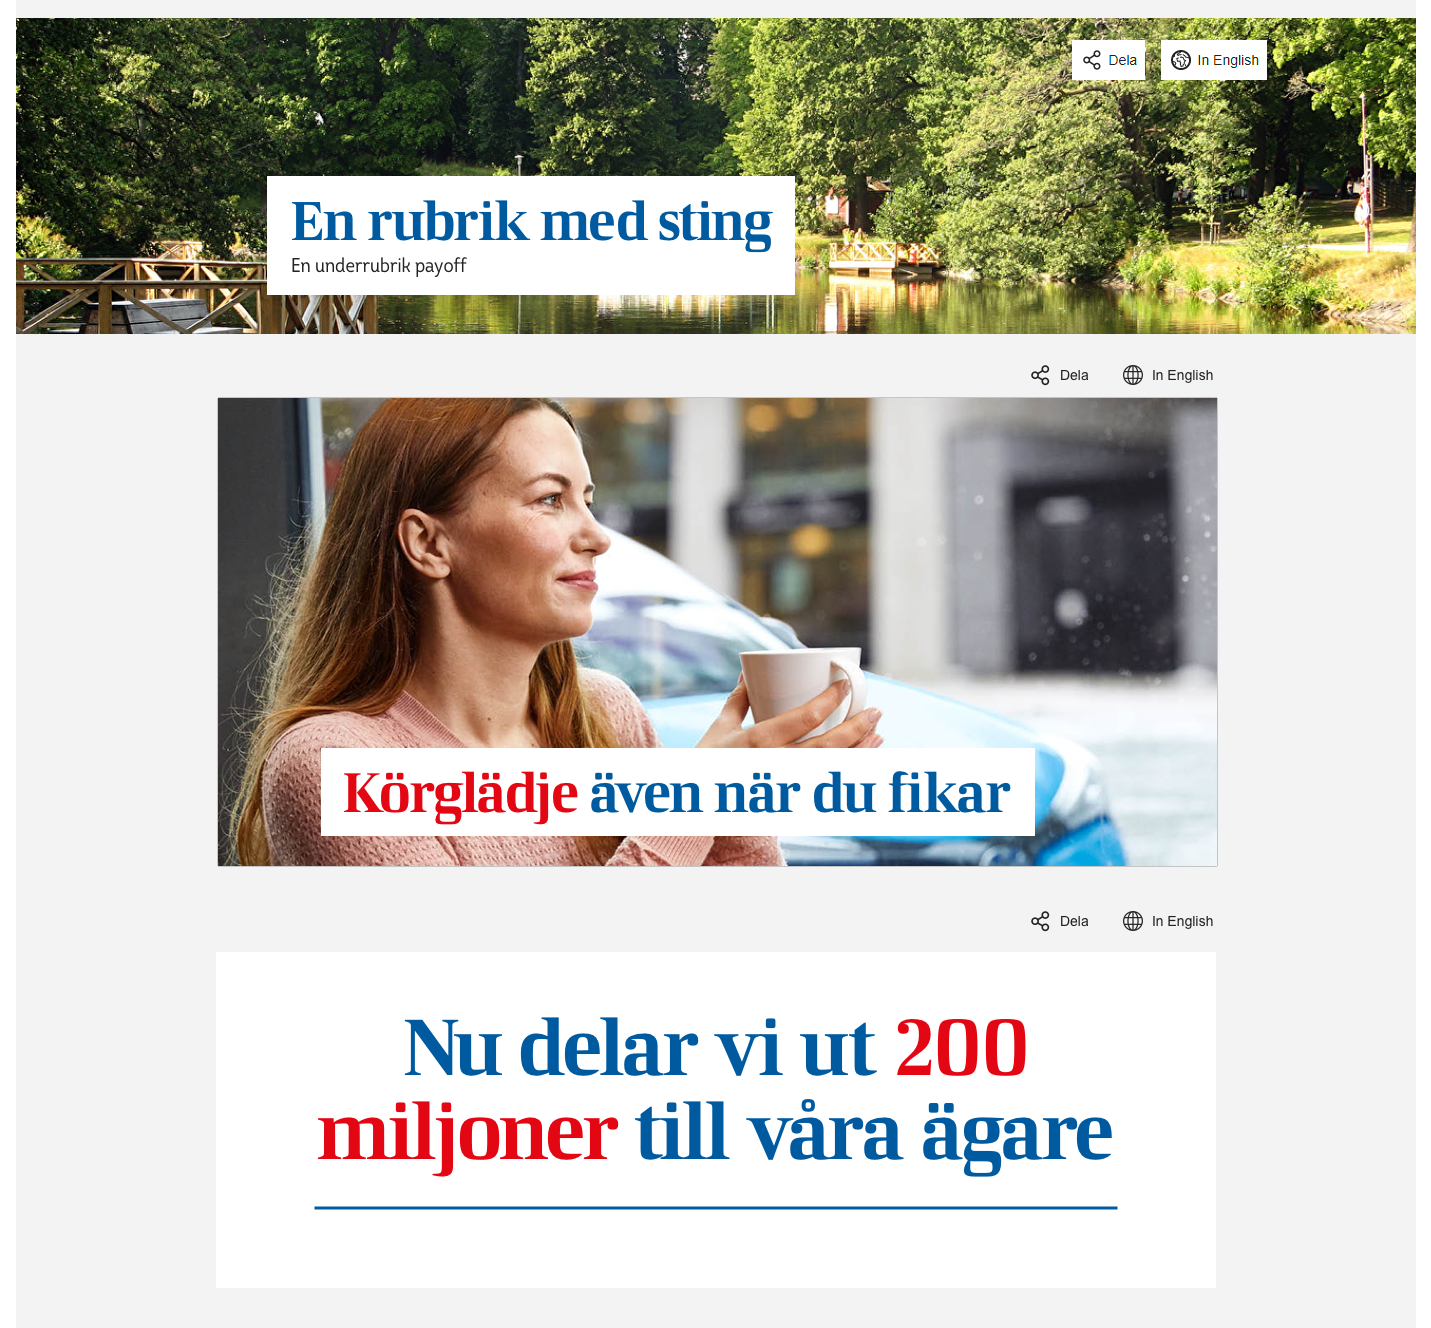 Dela In English
En rubrik med sting
En underrubrik payoff
Dela In English
Körglädje även när du fikar
Dela In English
Nu delar vi ut 200
miljoner till våra ägare